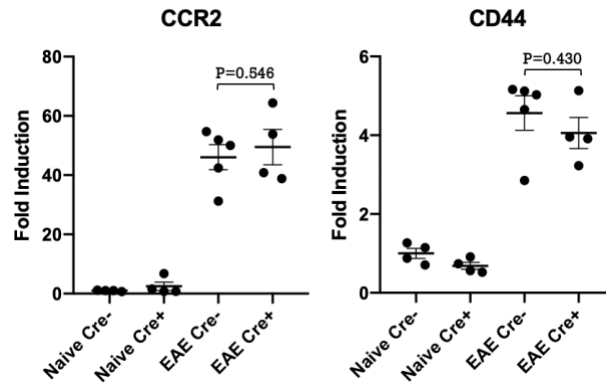 CCR2
CD44
Fold Induction
80
60
40
20
0
P=0.546
Naive Cre-
Naive Cre+
EAE Cre-
EAE Cre+
Fold Induction
6
4
2
0
P=0.430
Naive Cre-
Naive Cre+
EAE Cre-
EAE Cre+